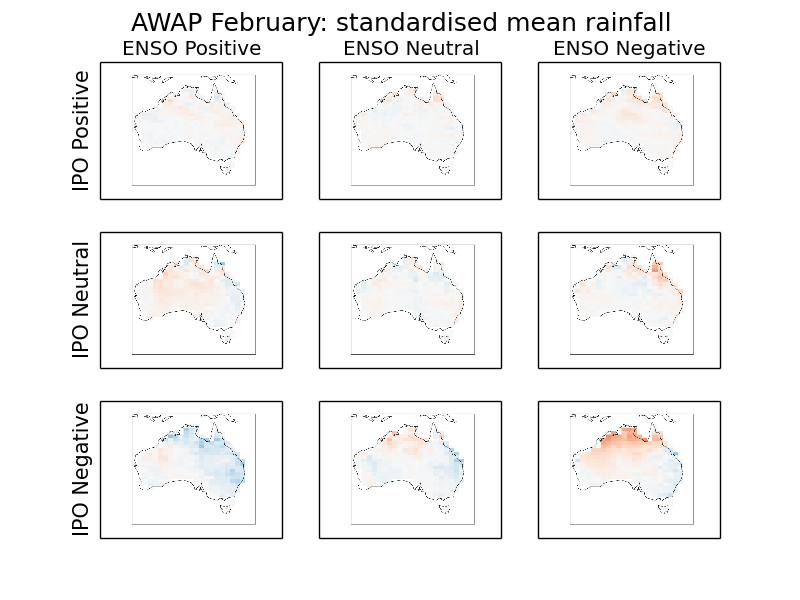 AWAP February: standardised mean rainfall
ENSO Positive
ENSO Neutral
ENSO Negative
IPO Positive
IPO Neutral
IPO Negative